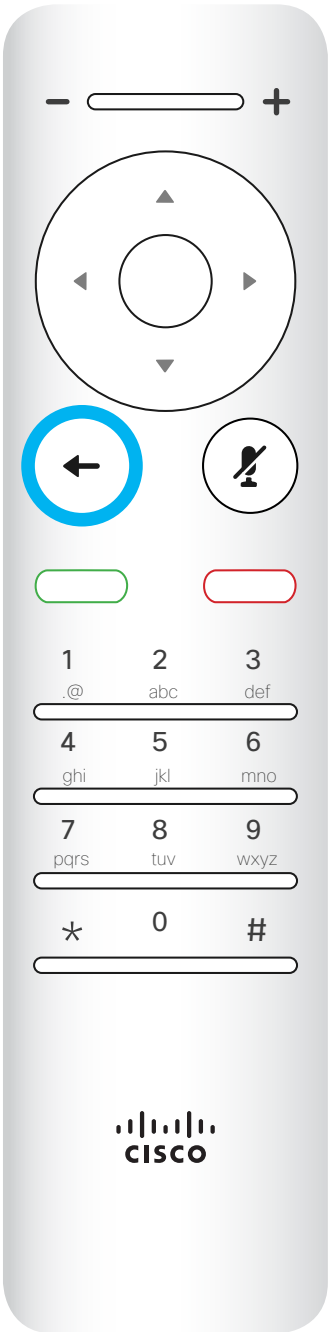 − +
1 2 3
.@ abc def
4 5 6
ghi jkl mno
7 8 9
pqrs tuv wxyz
* 0 #
CISCO